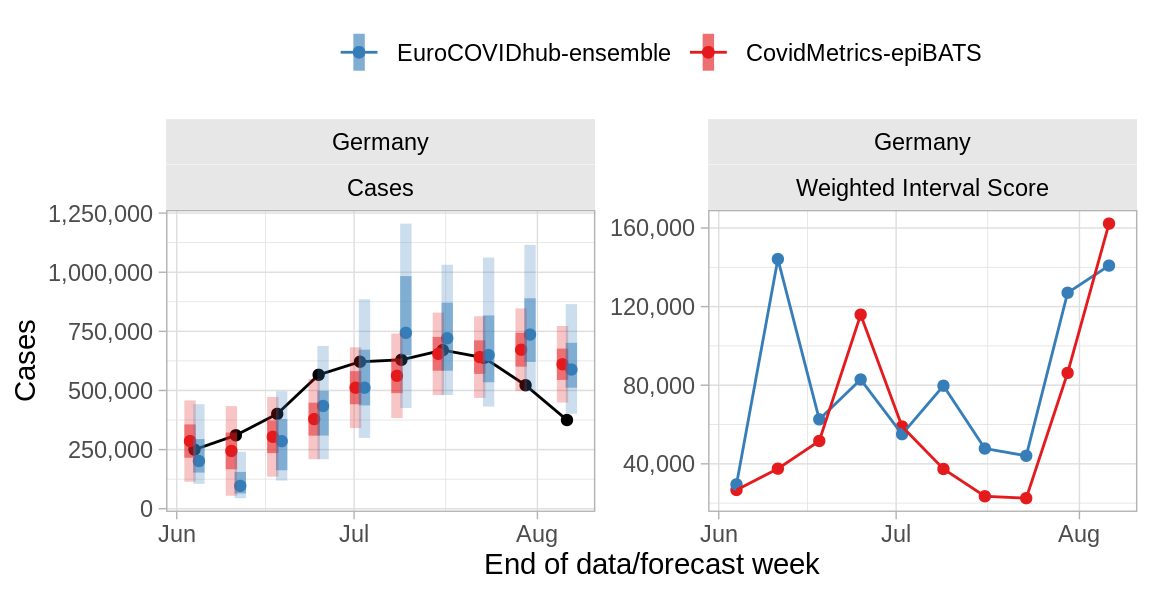 EuroCOVIDhub-ensemble CovidMetrics-epiBATS
Germany
Cases
1,250,000
1,000,000
750,000
500,000
250,000
0
Cases
Jun Jul Aug
Germany
Weighted Interval Score
160,000
120,000
80,000
40,000
Jun Jul Aug
End of data/forecast week